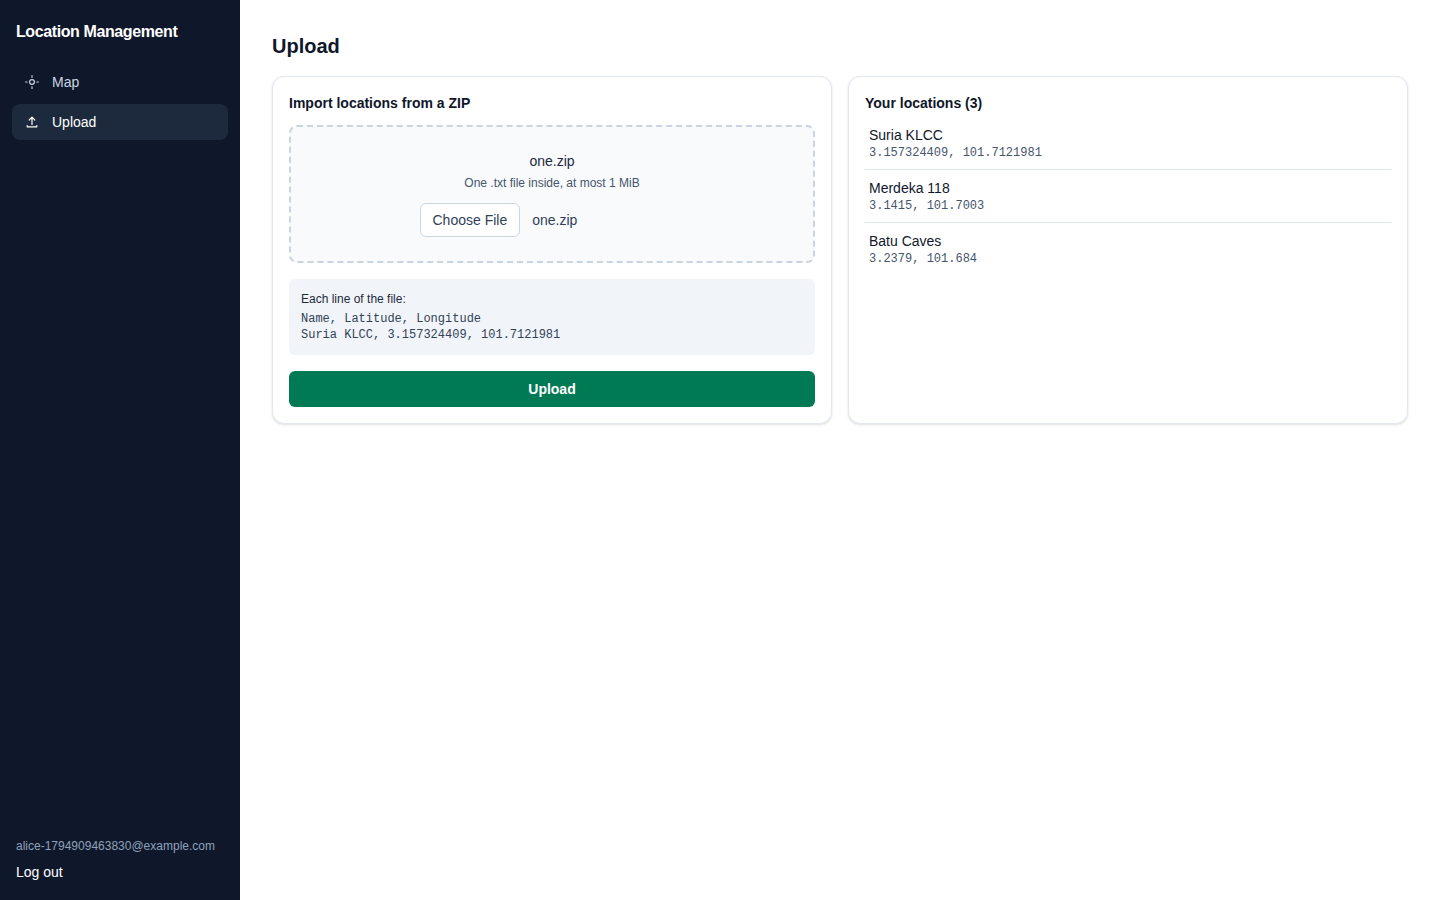 Location Management
Map
Upload
alice-1794909463830@example.com
Log out
Upload
Import locations from a ZIP
one.zip
One .txt file inside, at most 1 MiB
Choose File one.zip
Each line of the file:
Name, Latitude, Longitude
Suria KLCC, 3.157324409, 101.7121981
Upload
Your locations (3)
Suria KLCC
3.157324409, 101.7121981
Merdeka 118
3.1415, 101.7003
Batu Caves
3.2379, 101.684